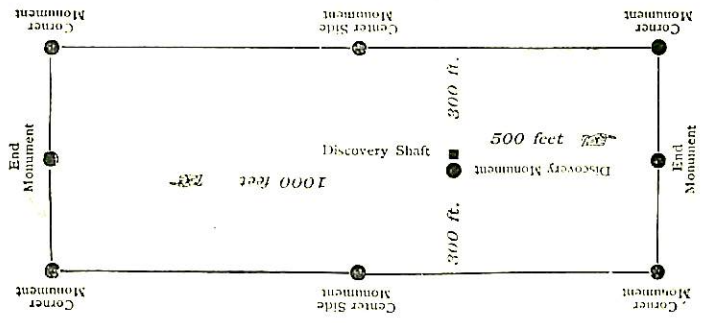 Corner
Monument
Center Side
Monument
Corner
Monument
End
Monument
300 ft.
500 feet
Discovery Shaft
Discovery Monument
End
Monument
1000 feet
300 ft.
Corner
Monument
Center Side
Monument
Corner
Monument